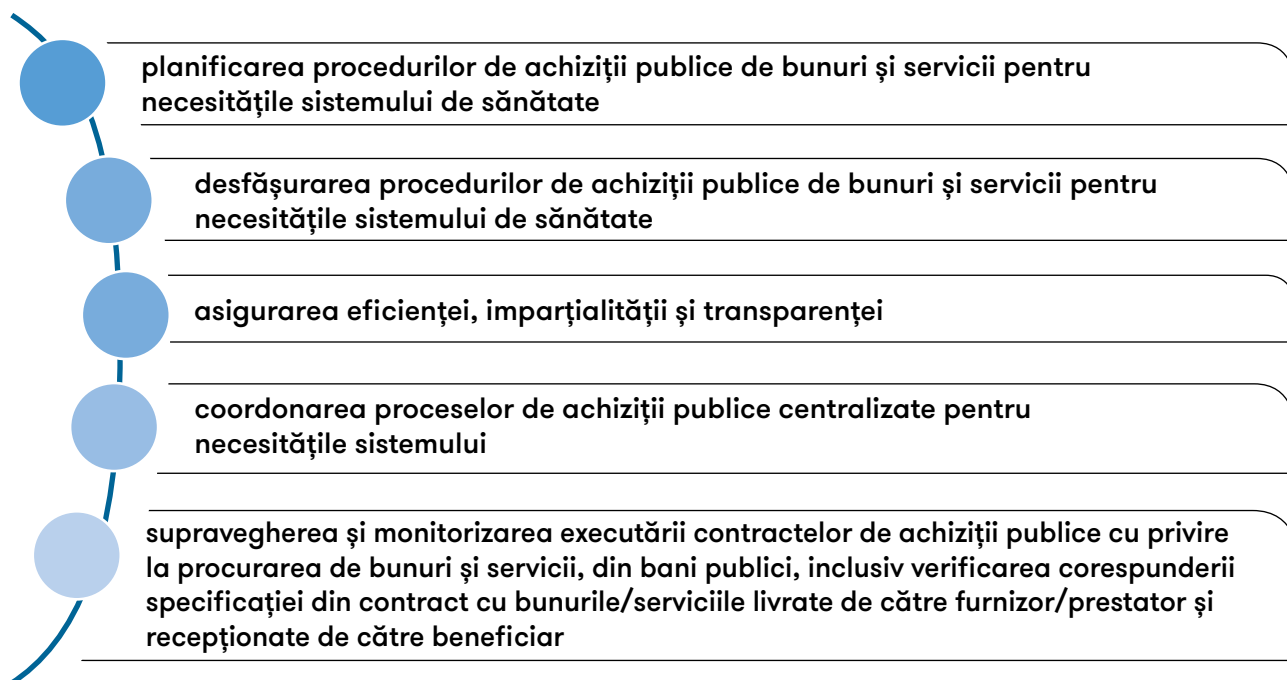 planificarea procedurilor de achiziții publice de bunuri și servicii pentru
necesitățile sistemului de sănătate
desfășurarea procedurilor de achiziții publice de bunuri și servicii pentru
necesitățile sistemului de sănătate
asigurarea eficienței, imparțialității și transparenței
coordonarea proceselor de achiziții publice centralizate pentru
necesitățile sistemului
supravegherea și monitorizarea executării contractelor de achiziții publice cu privire
la procurarea de bunuri și servicii, din bani publici, inclusiv verificarea corespunderii
specificației din contract cu bunurile/serviciile livrate de către furnizor/prestator și
recepționate de către beneficiar